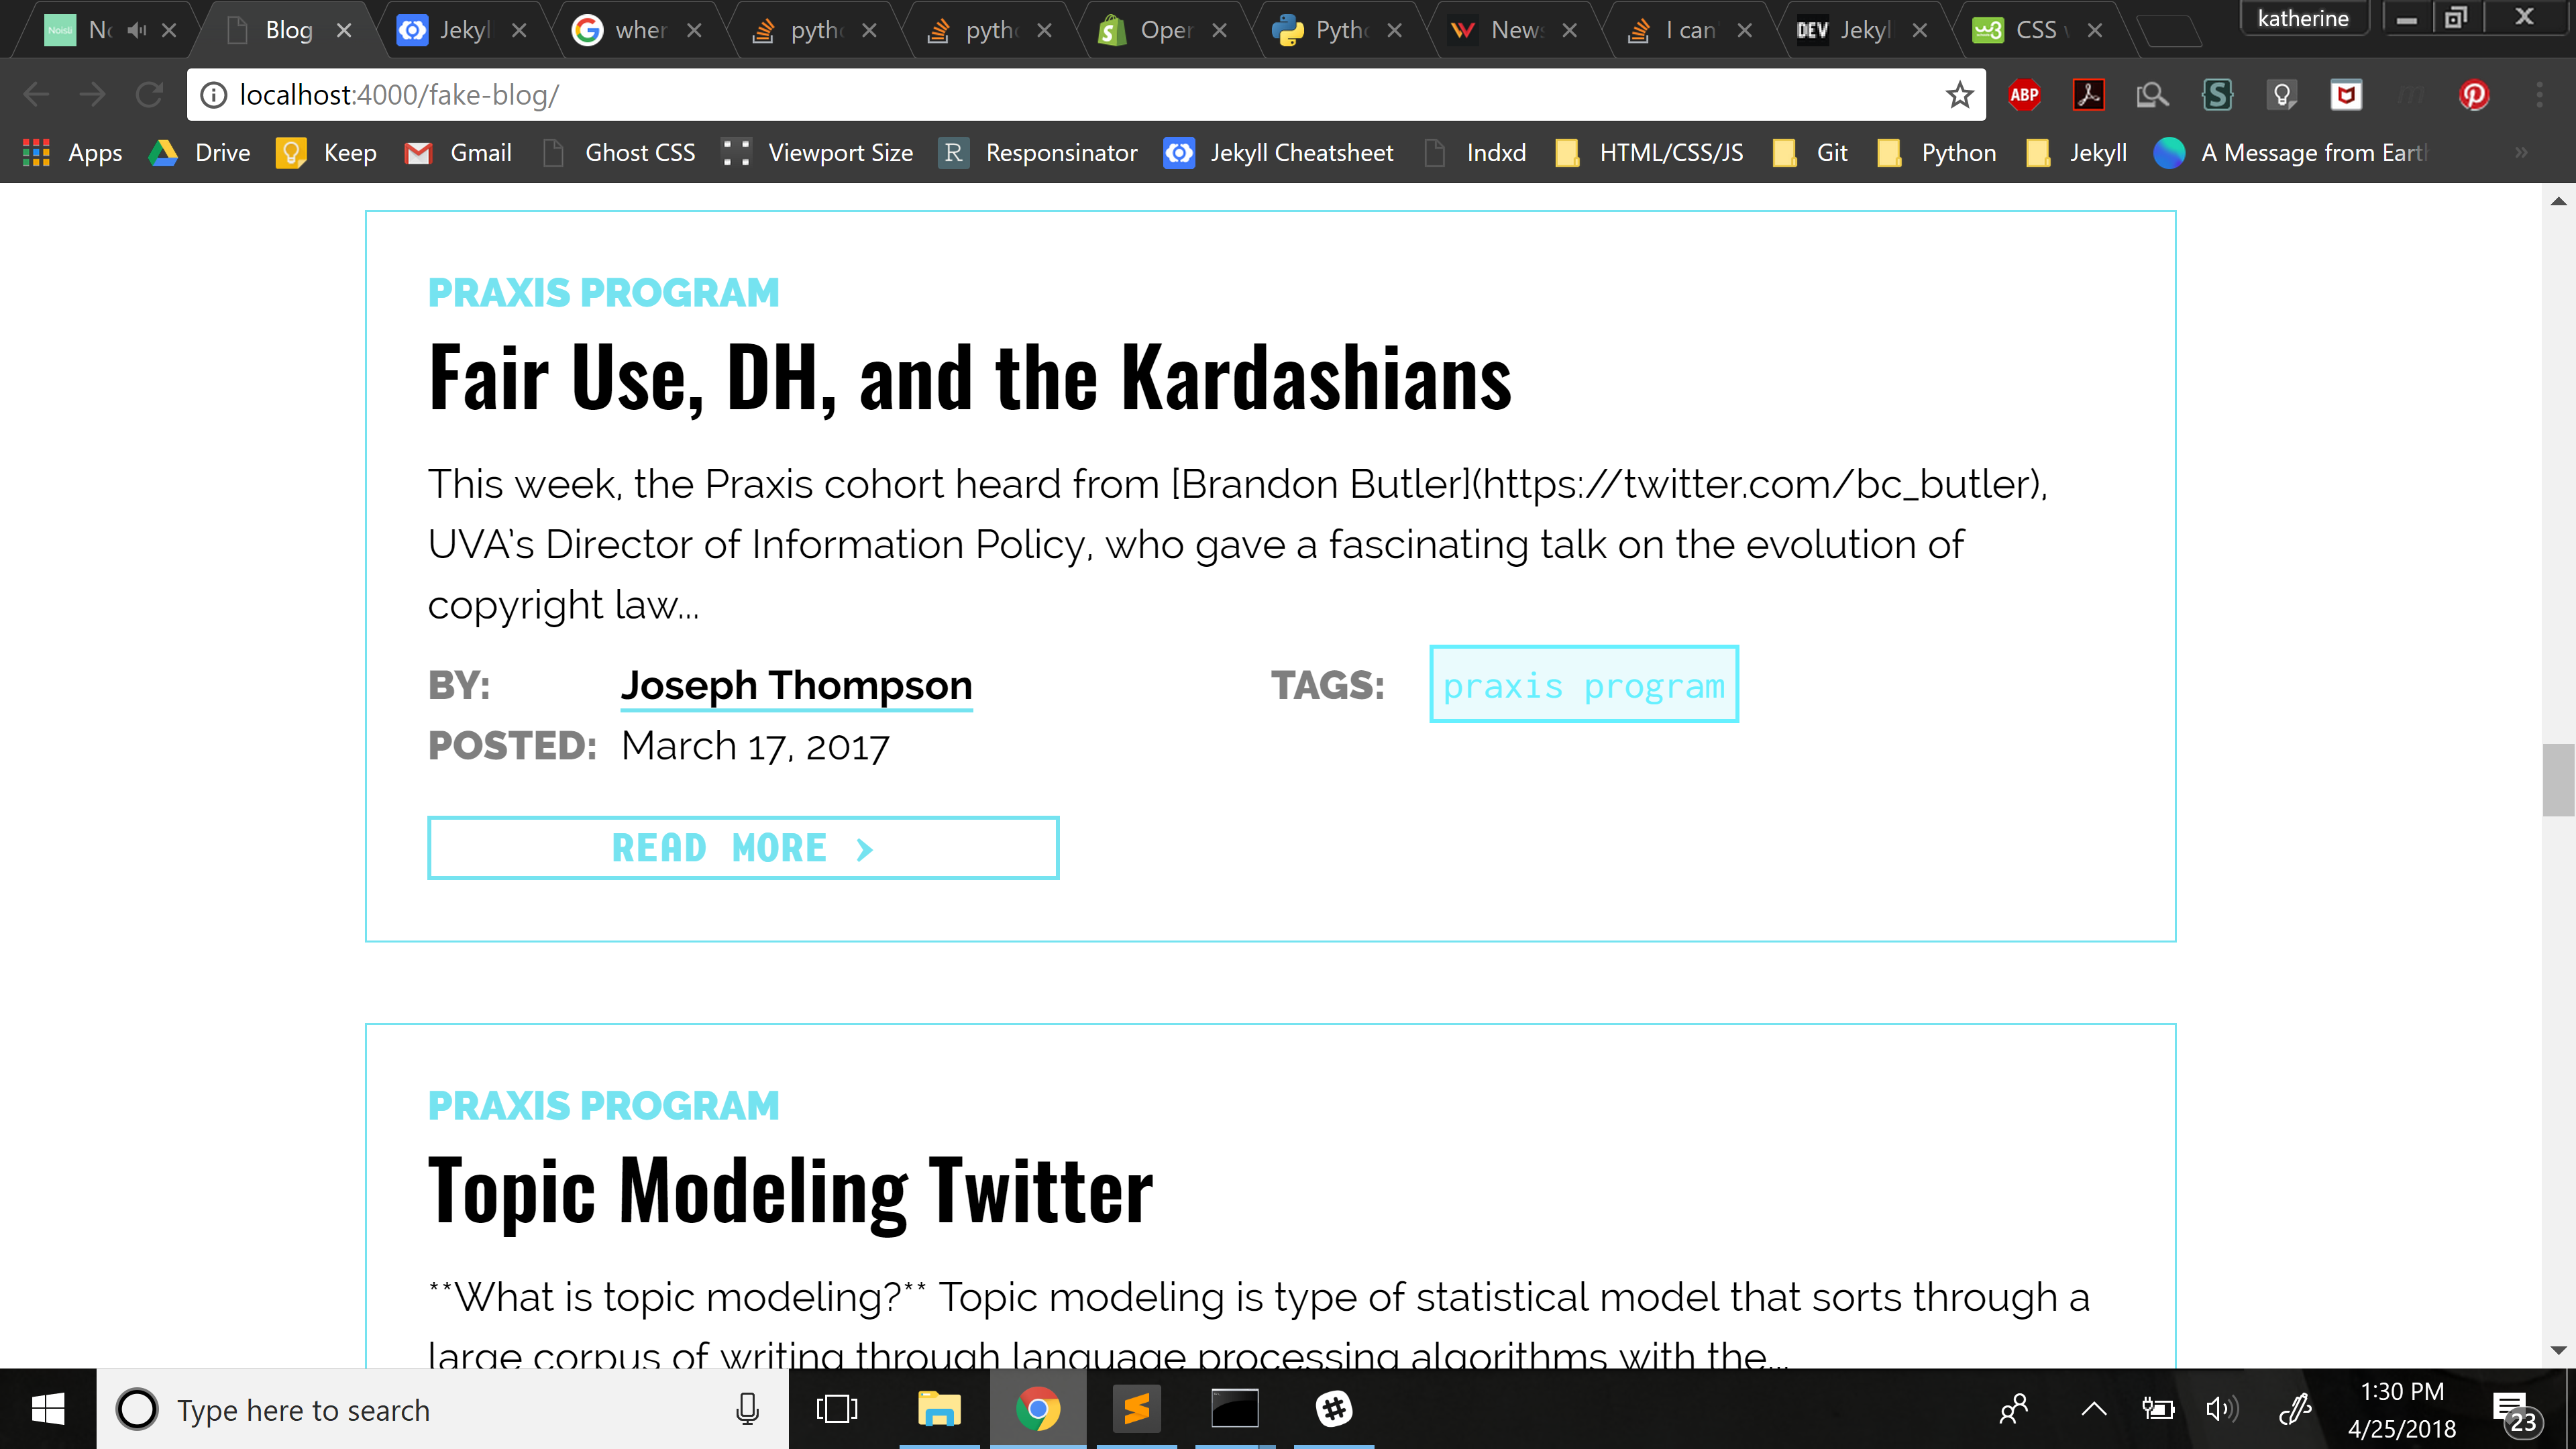 Noisli
Blog
Jekyl
wher
pytho
pytho
Oper
Pytho
News
I can
DEV
Jekyl
w3
CSS
katherine
localhost:4000/fake-blog/
ABP
Apps
Drive
Keep
Gmail
Ghost CSS
Viewport Size
R
Responsinator
Jekyll Cheatsheet
Indxd
HTML/CSS/JS
Git
Python
Jekyll
A Message from Eart
»
PRAXIS PROGRAM
Fair Use, DH, and the Kardashians
This week, the Praxis cohort heard from [Brandon Butler](https://twitter.com/bc_butler),
UVA's Director of Information Policy, who gave a fascinating talk on the evolution of
copyright law...
BY: Joseph Thompson
TAGS: praxis program
POSTED: March 17, 2017
READ MORE >
PRAXIS PROGRAM
Topic Modeling Twitter
**What is topic modeling?** Topic modeling is type of statistical model that sorts through a
large corpus of writing through language processing algorithms with the...
Type here to search
1:30 PM
4/25/2018
23